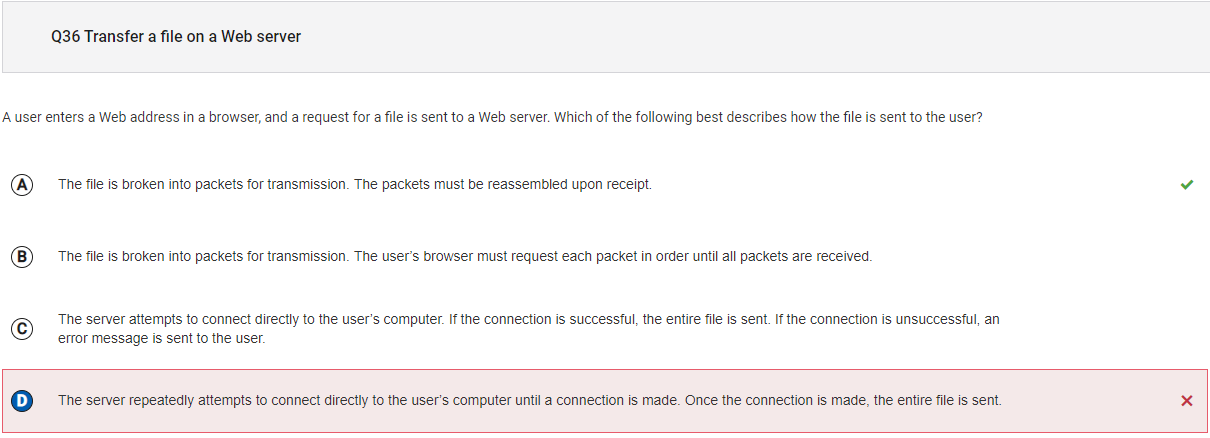 Q36 Transfer a file on a Web server
A user enters a Web address in a browser, and a request for a file is sent to a Web server. Which of the following best describes how the file is sent to the user?
A The file is broken into packets for transmission. The packets must be reassembled upon receipt.
B The file is broken into packets for transmission. The user's browser must request each packet in order until all packets are received.
C The server attempts to connect directly to the user's computer. If the connection is successful, the entire file is sent. If the connection is unsuccessful, an
error message is sent to the user.
D The server repeatedly attempts to connect directly to the user's computer until a connection is made. Once the connection is made, the entire file is sent.